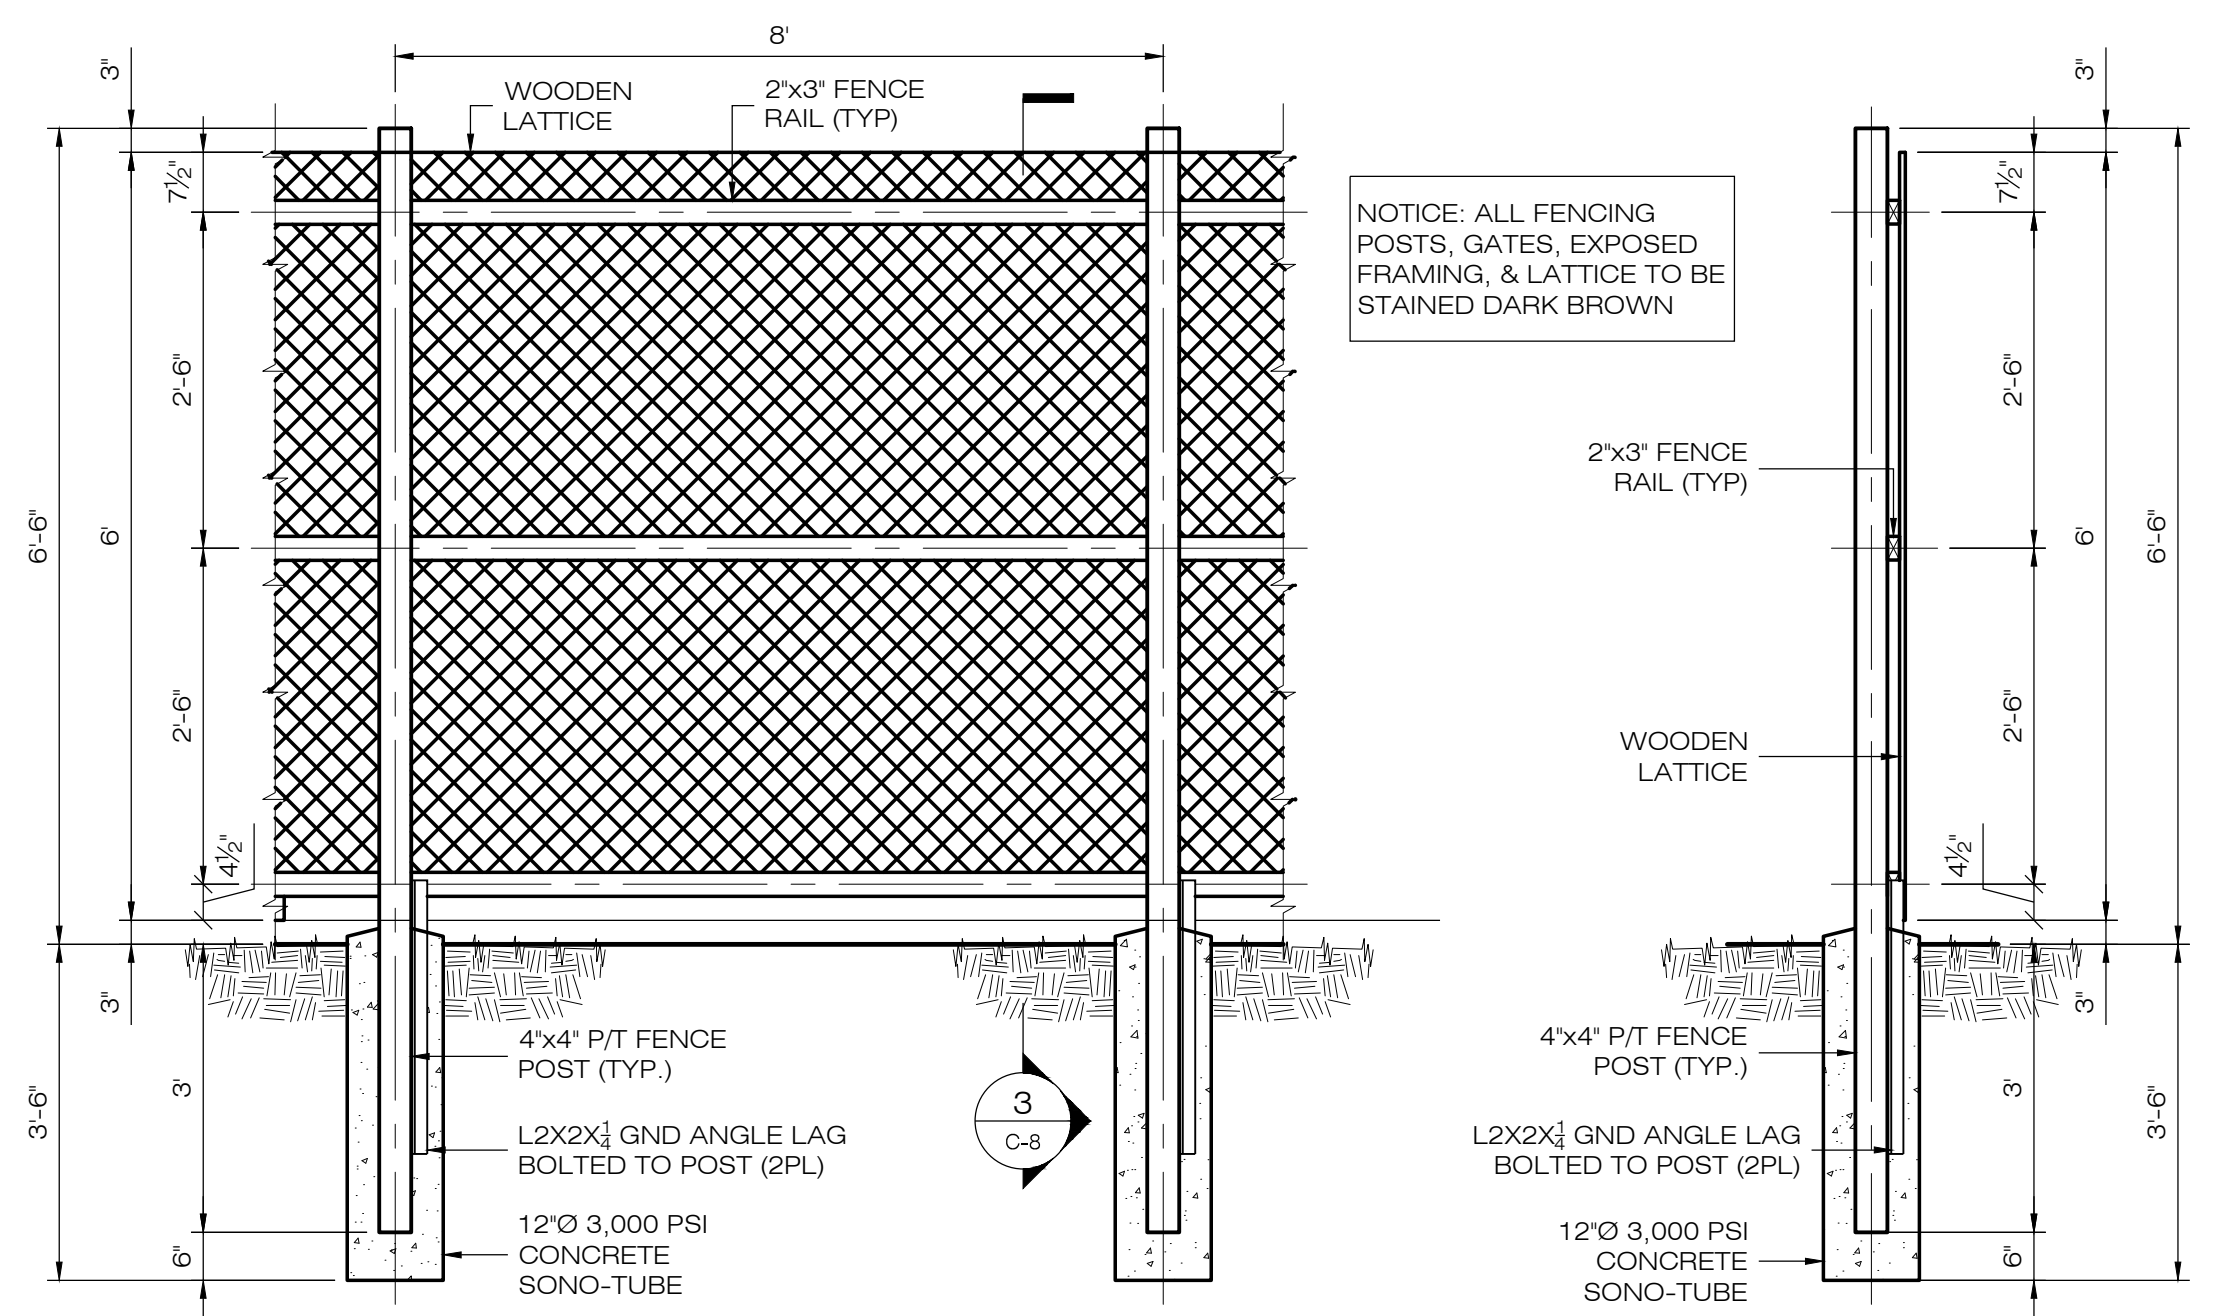 8'
3"
WOODEN
LATTICE
2"x3" FENCE
RAIL (TYP)
7½"
2'-6"
6'-6"
6'
2'-6"
4½"
3"
3'
3'-6"
6"
4"x4" P/T FENCE
POST (TYP.)
L2X2X¼ GND ANGLE LAG
BOLTED TO POST (2PL)
12"Ø 3,000 PSI
CONCRETE
SONO-TUBE
3
C-8
NOTICE: ALL FENCING
POSTS, GATES, EXPOSED
FRAMING, & LATTICE TO BE
STAINED DARK BROWN
3"
7½"
2'-6"
2"x3" FENCE
RAIL (TYP)
6'
6'-6"
2'-6"
WOODEN
LATTICE
4½"
3"
4"x4" P/T FENCE
POST (TYP.)
3'
3'-6"
L2X2X¼ GND ANGLE LAG
BOLTED TO POST (2PL)
12"Ø 3,000 PSI
CONCRETE
SONO-TUBE
6"